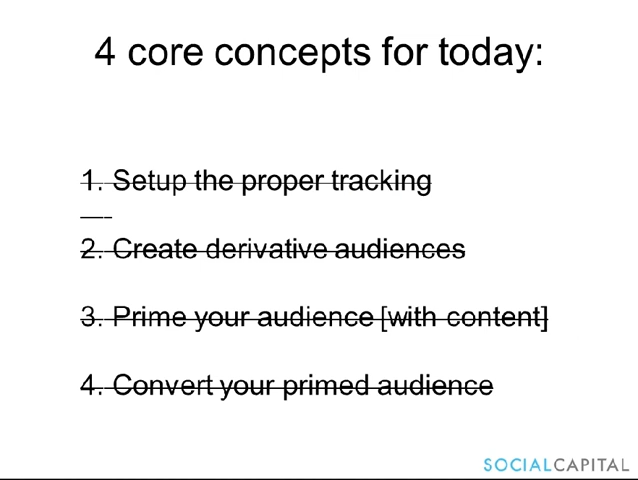 4 core concepts for today:
1. Setup the proper tracking
2. Create derivative audiences
3. Prime your audience [with content]
4. Convert your primed audience
SOCIALCAPITAL